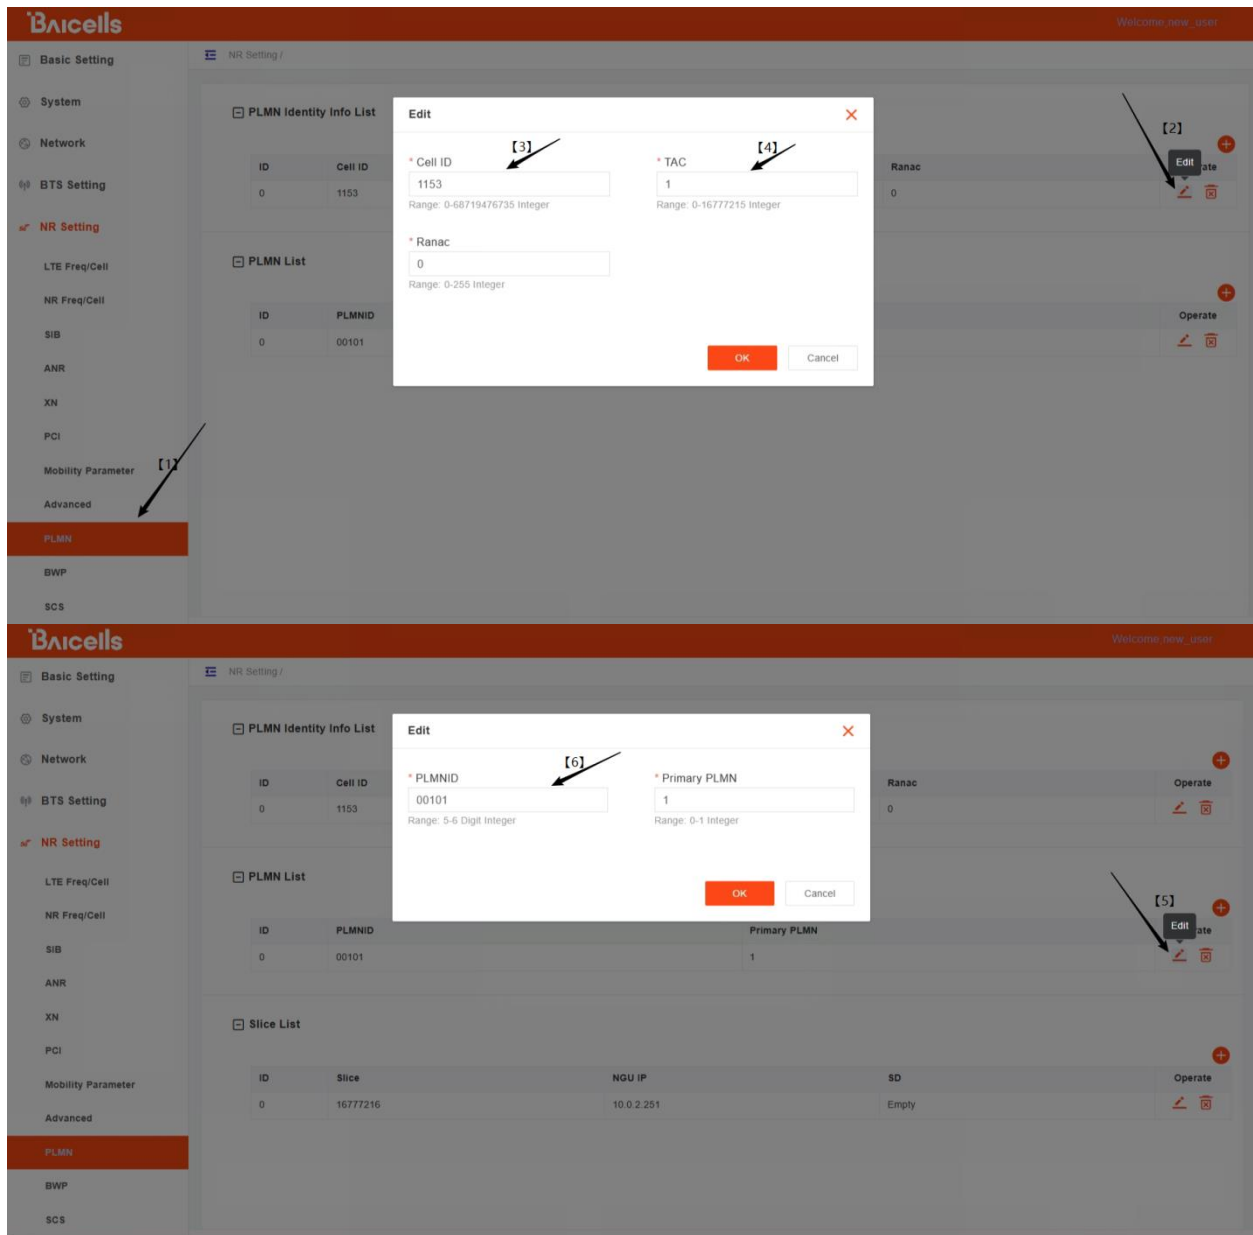 Baicells
Welcome,new_user
Basic Setting
NR Setting /
System
Network
BTS Setting
NR Setting
LTE Freq/Cell
NR Freq/Cell
SIB
ANR
XN
PCI
Mobility Parameter
【1】
Advanced
PLMN
BWP
SCS
PLMN Identity Info List
ID Cell ID Ranac
0 1153 0
【2】
Edit
ate
PLMN List
ID PLMNID Operate
0 00101
Edit
【3】
【4】
* Cell ID * TAC
1153 1
Range: 0-68719476735 Integer Range: 0-16777215 Integer
* Ranac
0
Range: 0-255 Integer
OK Cancel
Baicells
Welcome,new_user
Basic Setting
NR Setting /
System
Network
BTS Setting
NR Setting
LTE Freq/Cell
NR Freq/Cell
SIB
ANR
XN
PCI
Mobility Parameter
Advanced
PLMN
BWP
SCS
PLMN Identity Info List
ID Cell ID Ranac Operate
0 1153 0
Edit
【6】
* PLMNID * Primary PLMN
00101 1
Range: 5-6 Digit Integer Range: 0-1 Integer
OK Cancel
PLMN List
【5】
Edit
ate
ID PLMNID Primary PLMN
0 00101 1
Slice List
ID Slice NGU IP SD Operate
0 16777216 10.0.2.251 Empty